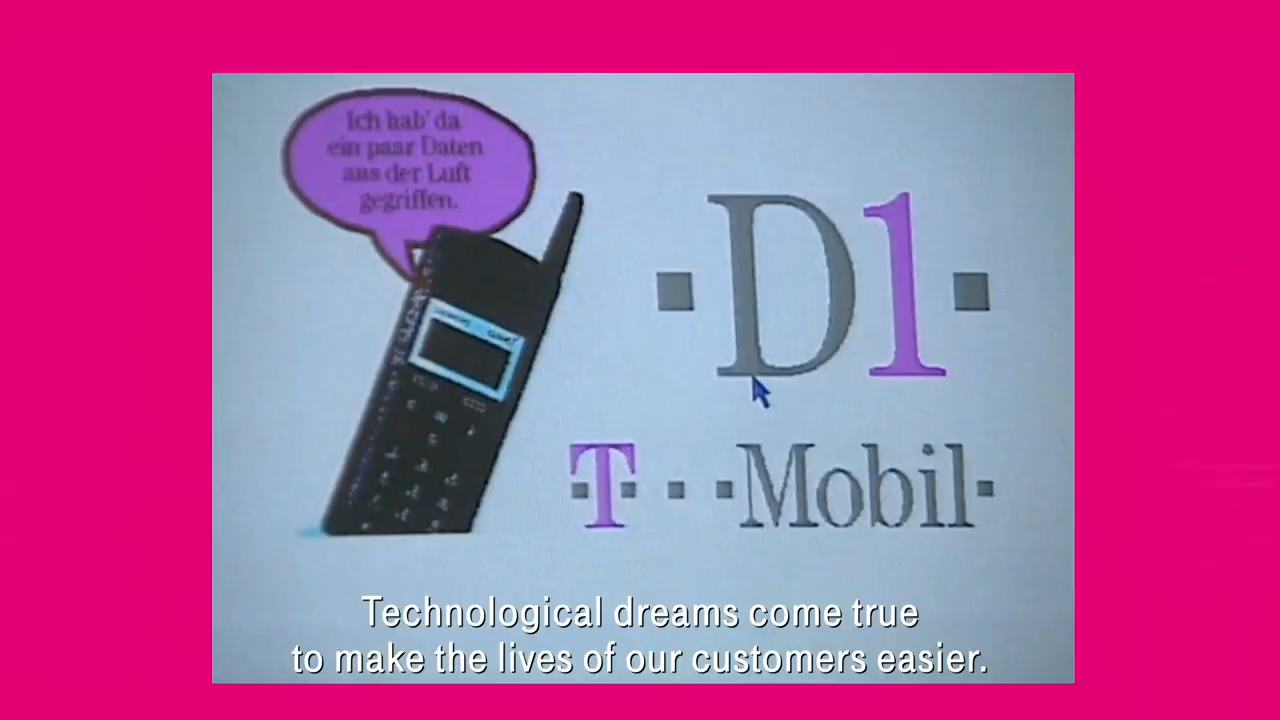 Ich hab' da
ein paar Daten
aus der Luft
gegriffen.
D1
T Mobil
Technological dreams come true
to make the lives of our customers easier.